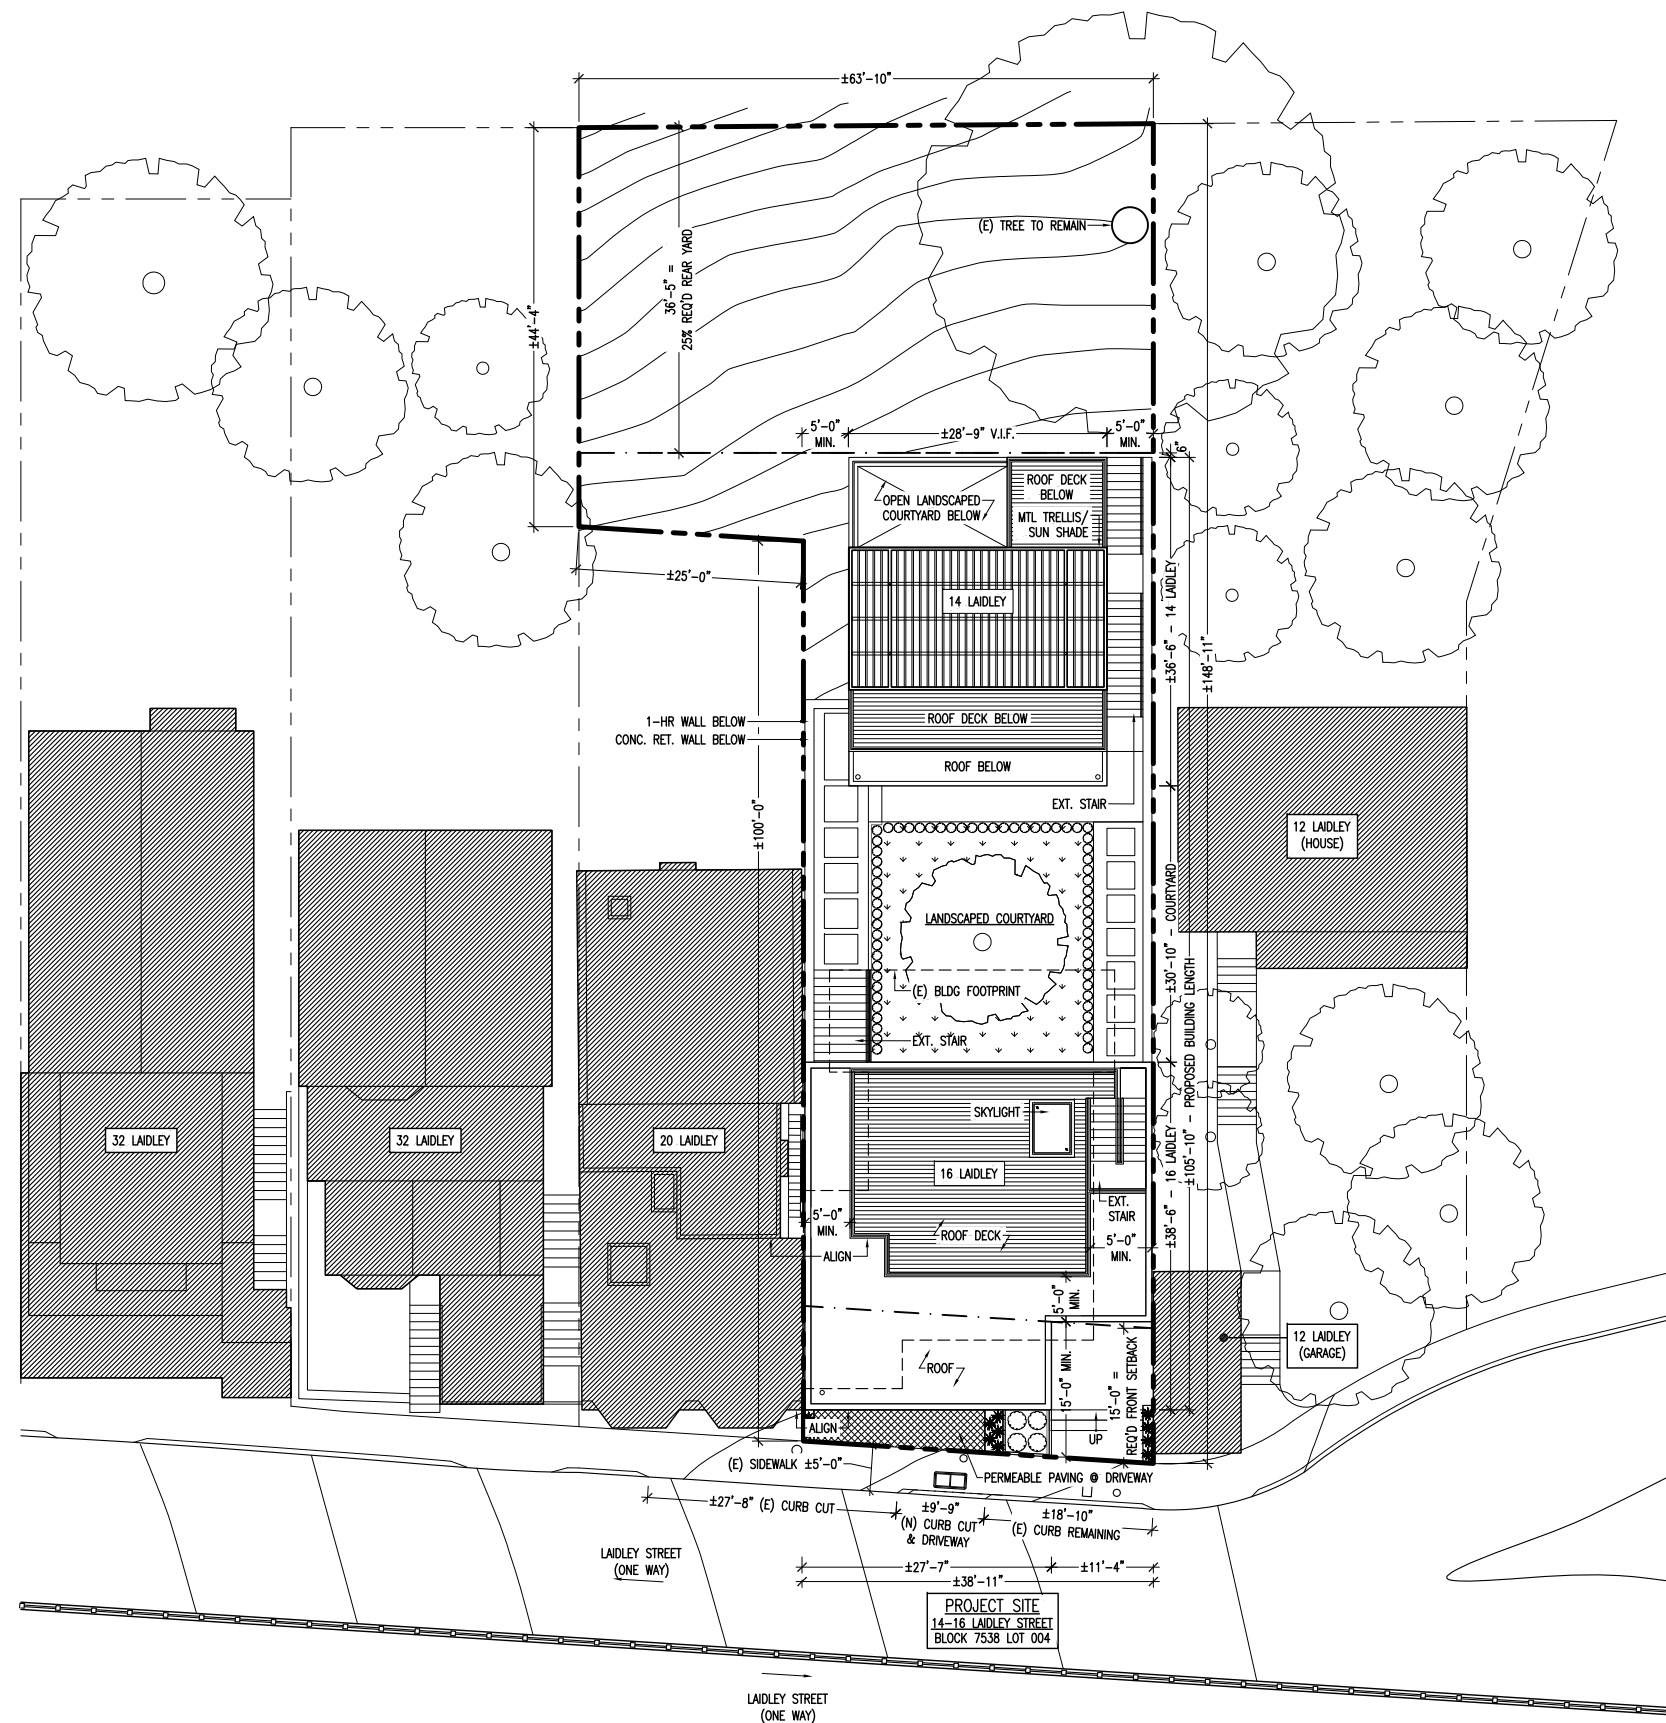 ±63'-10"
(E) TREE TO REMAIN
36'-5" =
25% REQ'D REAR YARD
±44'-4"
5'-0"
MIN.
±28'-9" V.I.F.
5'-0"
MIN.
6"
ROOF DECK
BELOW
OPEN LANDSCAPED
COURTYARD BELOW
MTL TRELLIS/
SUN SHADE
±25'-0"
14 LAIDLEY
±36'-6" - 14 LAIDLEY
±148'-11"
1-HR WALL BELOW
CONC. RET. WALL BELOW
ROOF DECK BELOW
ROOF BELOW
EXT. STAIR
±100'-0"
12 LAIDLEY
(HOUSE)
LANDSCAPED COURTYARD
±30'-10" - COURTYARD
(E) BLDG FOOTPRINT
EXT. STAIR
±105'-10" - PROPOSED BUILDING LENGTH
SKYLIGHT
32 LAIDLEY
32 LAIDLEY
20 LAIDLEY
16 LAIDLEY
±38'-6" - 16 LAIDLEY
EXT.
STAIR
5'-0"
MIN.
ROOF DECK
5'-0"
MIN.
ALIGN
5'-0"
MIN.
12 LAIDLEY
(GARAGE)
ROOF
15'-0" MIN.
15'-0" =
REQ'D FRONT SETBACK
ALIGN
UP
(E) SIDEWALK ±5'-0"
PERMEABLE PAVING @ DRIVEWAY
±27'-8" (E) CURB CUT
±9'-9"
(N) CURB CUT
& DRIVEWAY
±18'-10"
(E) CURB REMAINING
LAIDLEY STREET
(ONE WAY)
±27'-7"
±11'-4"
±38'-11"
PROJECT SITE
14-16 LAIDLEY STREET
BLOCK 7538 LOT 004
LAIDLEY STREET
(ONE WAY)